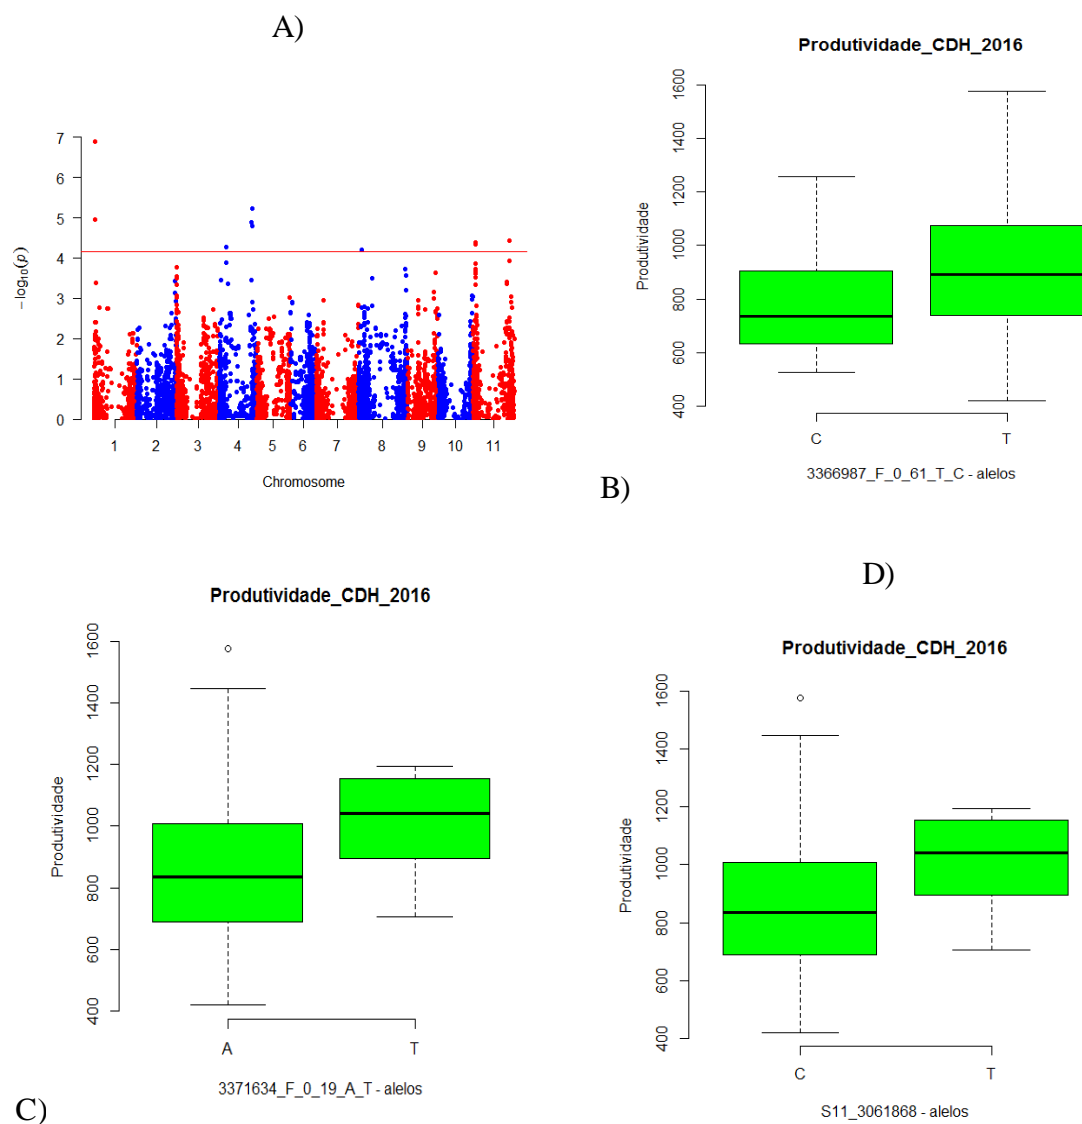 A)
7
6
5
4
3
2
1
0
−log10(p)
1 2 3 4 5 6 7 8 9 10 11
Chromosome
B)
Produtividade_CDH_2016
1600
1400
1200
1000
800
600
400
Produtividade
C T
3366987_F_0_61_T_C - alelos
C)
Produtividade_CDH_2016
1600
1400
1200
1000
800
600
400
Produtividade
A T
3371634_F_0_19_A_T - alelos
D)
Produtividade_CDH_2016
1600
1400
1200
1000
800
600
400
Produtividade
C T
S11_3061868 - alelos